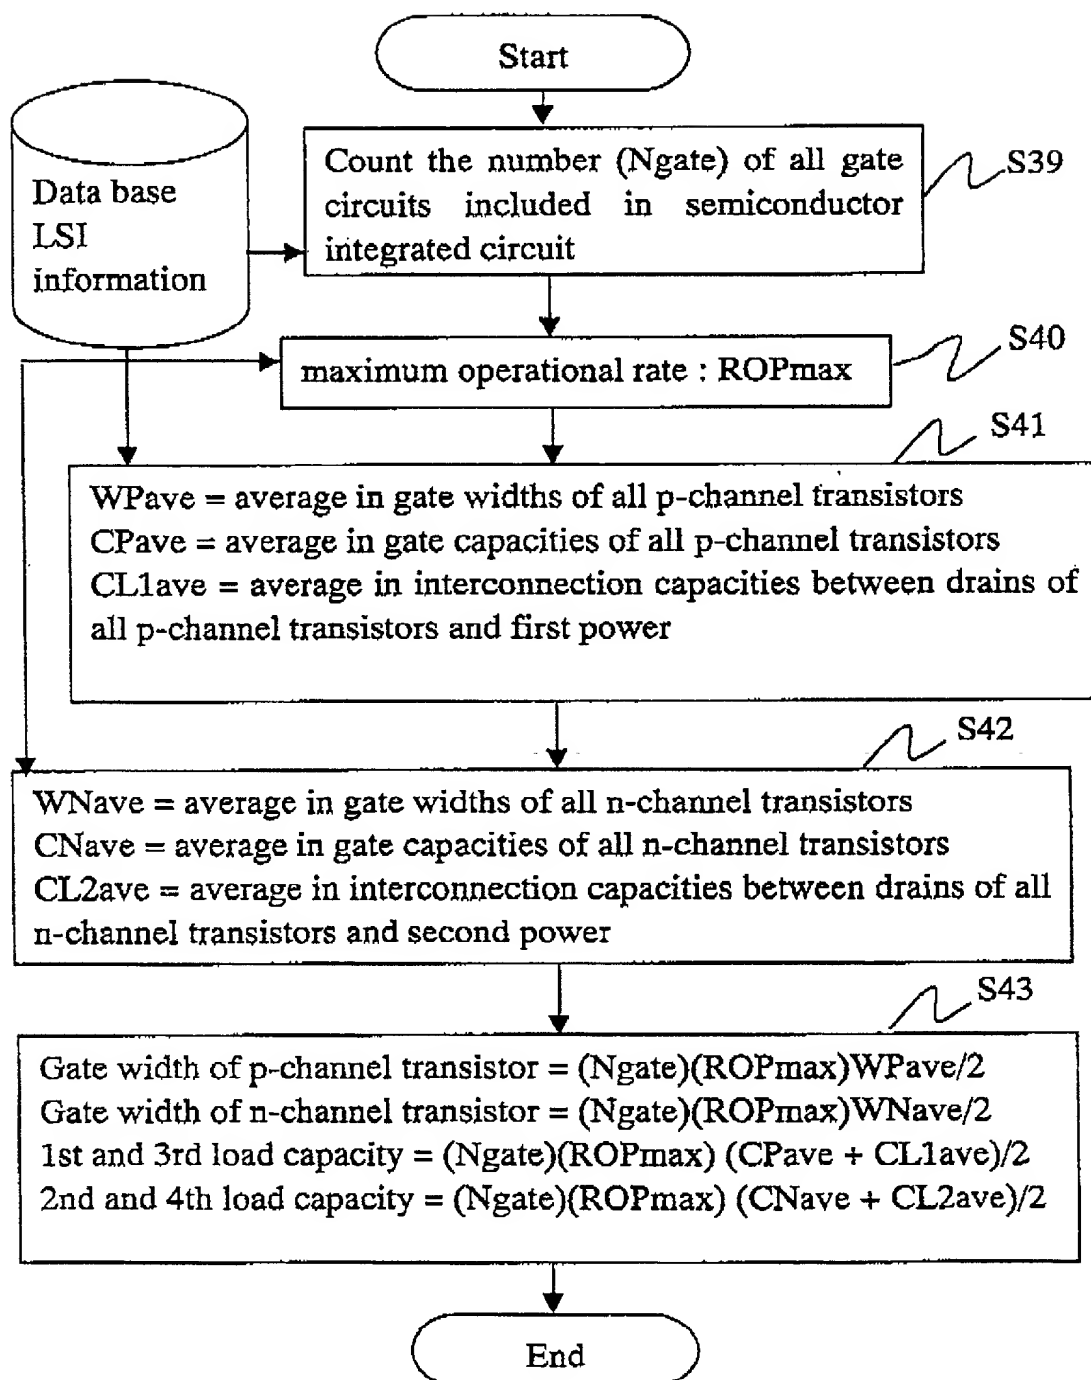 Start
Data base
LSI
information
Count the number (Ngate) of all gate
circuits included in semiconductor
integrated circuit
S39
maximum operational rate : ROPmax
S40
S41
WPave = average in gate widths of all p-channel transistors
CPave = average in gate capacities of all p-channel transistors
CL1ave = average in interconnection capacities between drains of
all p-channel transistors and first power
S42
WNave = average in gate widths of all n-channel transistors
CNave = average in gate capacities of all n-channel transistors
CL2ave = average in interconnection capacities between drains of all
n-channel transistors and second power
S43
Gate width of p-channel transistor = (Ngate)(ROPmax)WPave/2
Gate width of n-channel transistor = (Ngate)(ROPmax)WNave/2
1st and 3rd load capacity = (Ngate)(ROPmax) (CPave + CL1ave)/2
2nd and 4th load capacity = (Ngate)(ROPmax) (CNave + CL2ave)/2
End